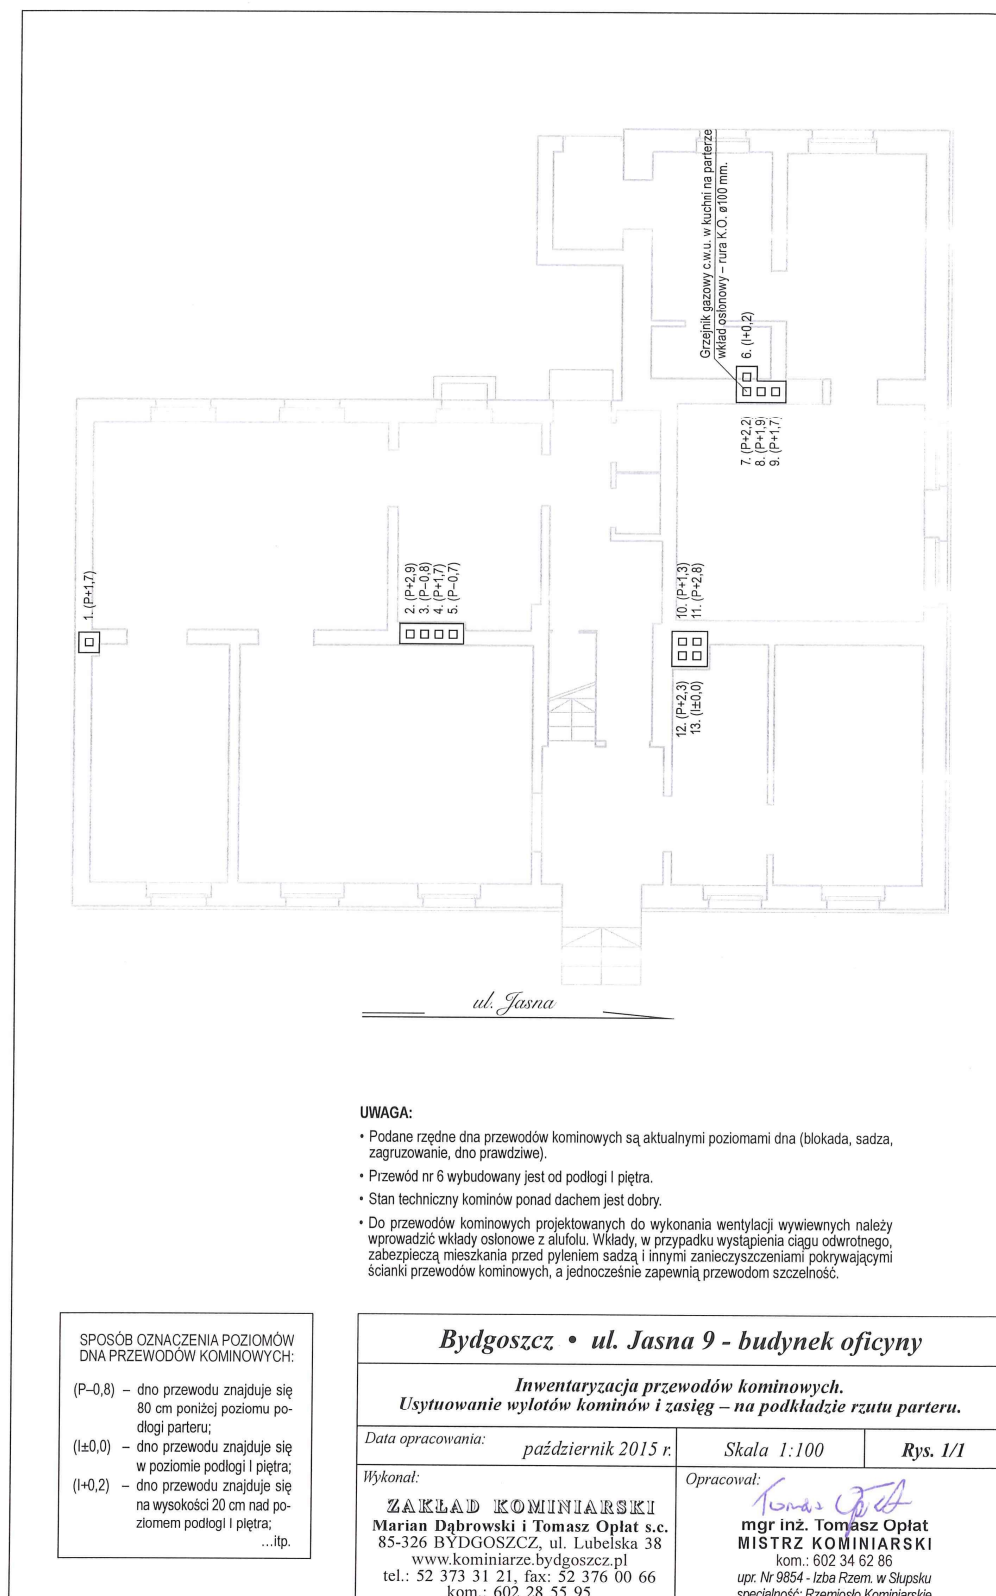 Grzejnik gazowy c.w.u. w kuchni na parterze
wkład osłonowy – rura K.O. ø100 mm.
6. (I+0,2)
7. (P+2,2)
8. (P+1,9)
9. (P+1,7)
1. (P+1,7)
2. (P+2,9)
3. (P–0,8)
4. (P+1,7)
5. (P–0,7)
10. (P+1,3)
11. (P+2,8)
12. (P+2,3)
13. (I±0,0)
ul. Jasna
UWAGA:
• Podane rzędne dna przewodów kominowych są aktualnymi poziomami dna (blokada, sadza,
zagruzowanie, dno prawdziwe).
• Przewód nr 6 wybudowany jest od podłogi I piętra.
• Stan techniczny kominów ponad dachem jest dobry.
• Do przewodów kominowych projektowanych do wykonania wentylacji wywiewnych należy
wprowadzić wkłady osłonowe z alufolu. Wkłady, w przypadku wystąpienia ciągu odwrotnego,
zabezpieczą mieszkania przed pyleniem sadzą i innymi zanieczyszczeniami pokrywającymi
ścianki przewodów kominowych, a jednocześnie zapewnią przewodom szczelność.
SPOSÓB OZNACZENIA POZIOMÓW
DNA PRZEWODÓW KOMINOWYCH:
(P–0,8) – dno przewodu znajduje się
80 cm poniżej poziomu po-
dłogi parteru;
(I±0,0) – dno przewodu znajduje się
w poziomie podłogi I piętra;
(I+0,2) – dno przewodu znajduje się
na wysokości 20 cm nad po-
ziomem podłogI I piętra;
...itp.
Bydgoszcz • ul. Jasna 9 - budynek oficyny
Inwentaryzacja przewodów kominowych.
Usytuowanie wylotów kominów i zasięg – na podkładzie rzutu parteru.
Data opracowania:
październik 2015 r.
Skala 1:100
Rys. 1/1
Wykonał:
ZAKŁAD KOMINIARSKI
Marian Dąbrowski i Tomasz Opłat s.c.
85-326 BYDGOSZCZ, ul. Lubelska 38
www.kominiarze.bydgoszcz.pl
tel.: 52 373 31 21, fax: 52 376 00 66
kom.: 602 28 55 95
Opracował:
Tomasz Opłat
mgr inż. Tomasz Opłat
MISTRZ KOMINIARSKI
kom.: 602 34 62 86
upr. Nr 9854 - Izba Rzem. w Słupsku
specjalność: Rzemiosło Kominiarskie